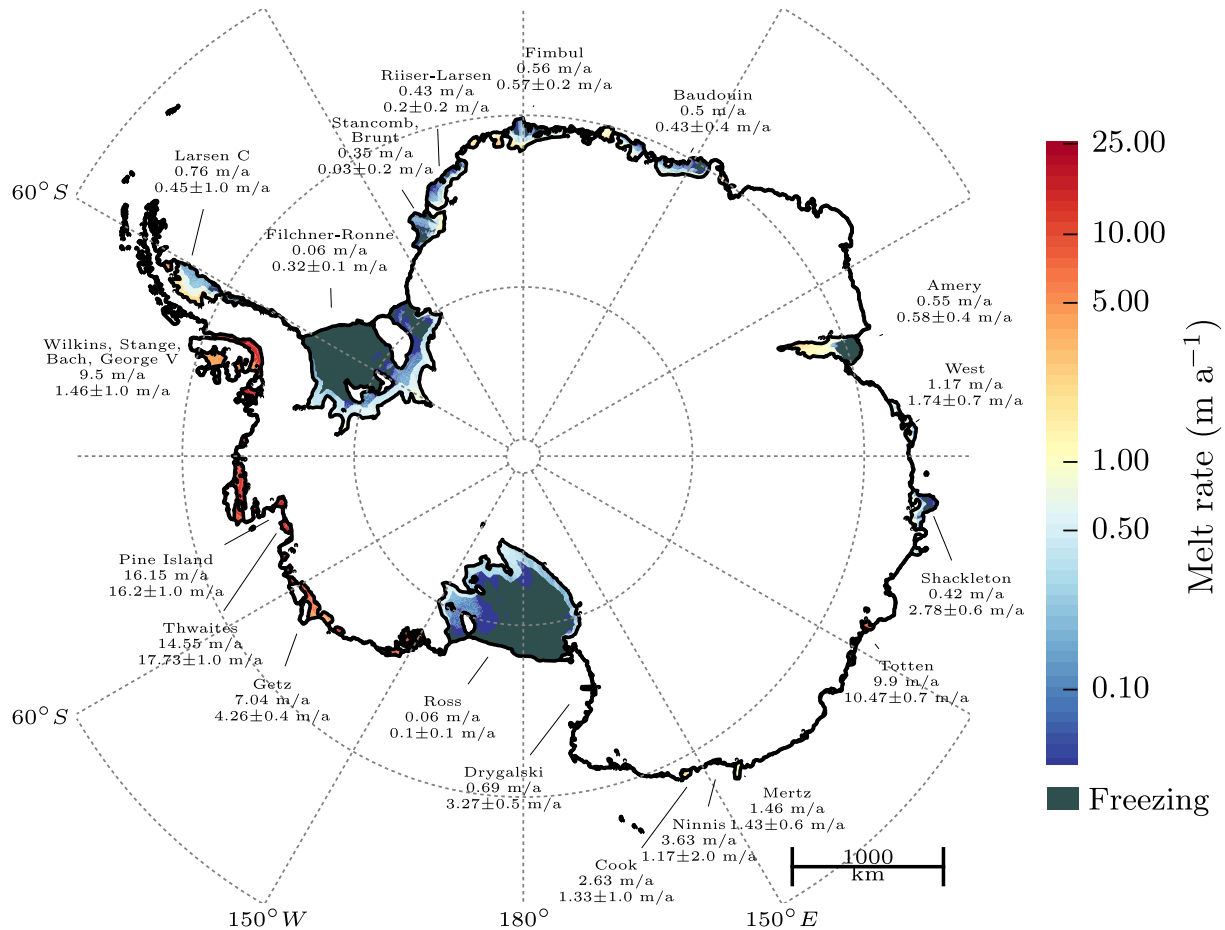 Fimbul
0.56 m/a
0.57±0.2 m/a
Riiser-Larsen
0.43 m/a
0.2±0.2 m/a
Baudouin
0.5 m/a
0.43±0.4 m/a
Stancomb,
Brunt
0.35 m/a
0.03±0.2 m/a
Larsen C
0.76 m/a
0.45±1.0 m/a
60°S
Filchner-Ronne
0.06 m/a
0.32±0.1 m/a
Amery
0.55 m/a
0.58±0.4 m/a
Wilkins, Stange,
Bach, George V
9.5 m/a
1.46±1.0 m/a
West
1.17 m/a
1.74±0.7 m/a
Pine Island
16.15 m/a
16.2±1.0 m/a
Shackleton
0.42 m/a
2.78±0.6 m/a
Thwaites
14.55 m/a
17.73±1.0 m/a
Totten
9.9 m/a
10.47±0.7 m/a
Getz
7.04 m/a
4.26±0.4 m/a
Ross
0.06 m/a
0.1±0.1 m/a
60°S
Drygalski
0.69 m/a
3.27±0.5 m/a
Mertz
1.46 m/a
1.43±0.6 m/a
Ninnis
3.63 m/a
1.17±2.0 m/a
Cook
2.63 m/a
1.33±1.0 m/a
1000
km
150°W
180°
150°E
25.00
10.00
5.00
1.00
0.50
0.10
Melt rate (m a⁻¹)
Freezing